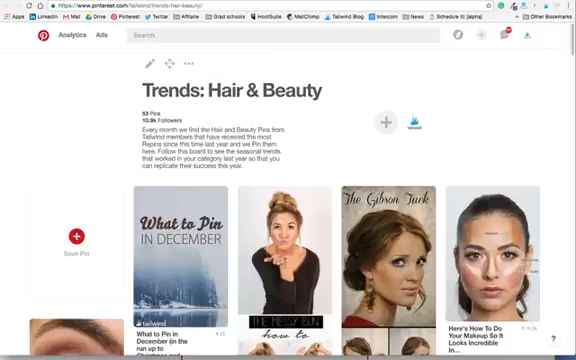 https://www.pinterest.com/tailwind/trends-hair-beauty/
Apps
LinkedIn
Mail
Drive
Pinterest
Twitter
Affiliate
Grad schools
HootSuite
MailChimp
Tailwind Blog
Intercom
Blog
News
Schedule III [alpha]
Other Bookmarks
Analytics
Ads
Search
Trends: Hair & Beauty
53 Pins
10.9k Followers
Every month we find the Hair and Beauty Pins from
Tailwind members that have received the most
Repins since this time last year and we Pin them
here. Follow this board to see the seasonal trends
that worked in your category last year so that you
can replicate their success this year.
tailwind
Save Pin
What to Pin
IN DECEMBER
tailwind
What to Pin in
December (in the
run up to
Christmas and
THE MESSY BUN
how to
The Gibson Tuck
Here's How To Do
Your Makeup So It
Looks Incredible
In...
?